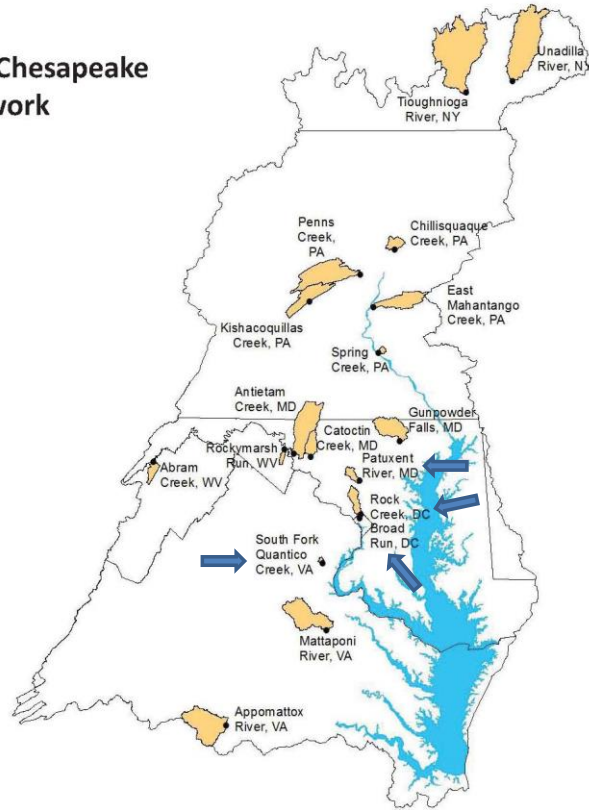 Chesapeake
work
Unadilla
River, NY
Tioughnioga
River, NY
Penns
Creek,
PA
Chillisquaque
Creek, PA
East
Mahantango
Creek, PA
Kishacoquillas
Creek, PA
Spring
Creek, PA
Antietam
Creek, MD
Gunpowder
Falls, MD
Catoctin
Creek, MD
Rockymarsh
Run, WV
Patuxent
River, MD
Abram
Creek, WV
Rock
Creek, DC
Broad
Run, DC
South Fork
Quantico
Creek, VA
Mattaponi
River, VA
Appomattox
River, VA